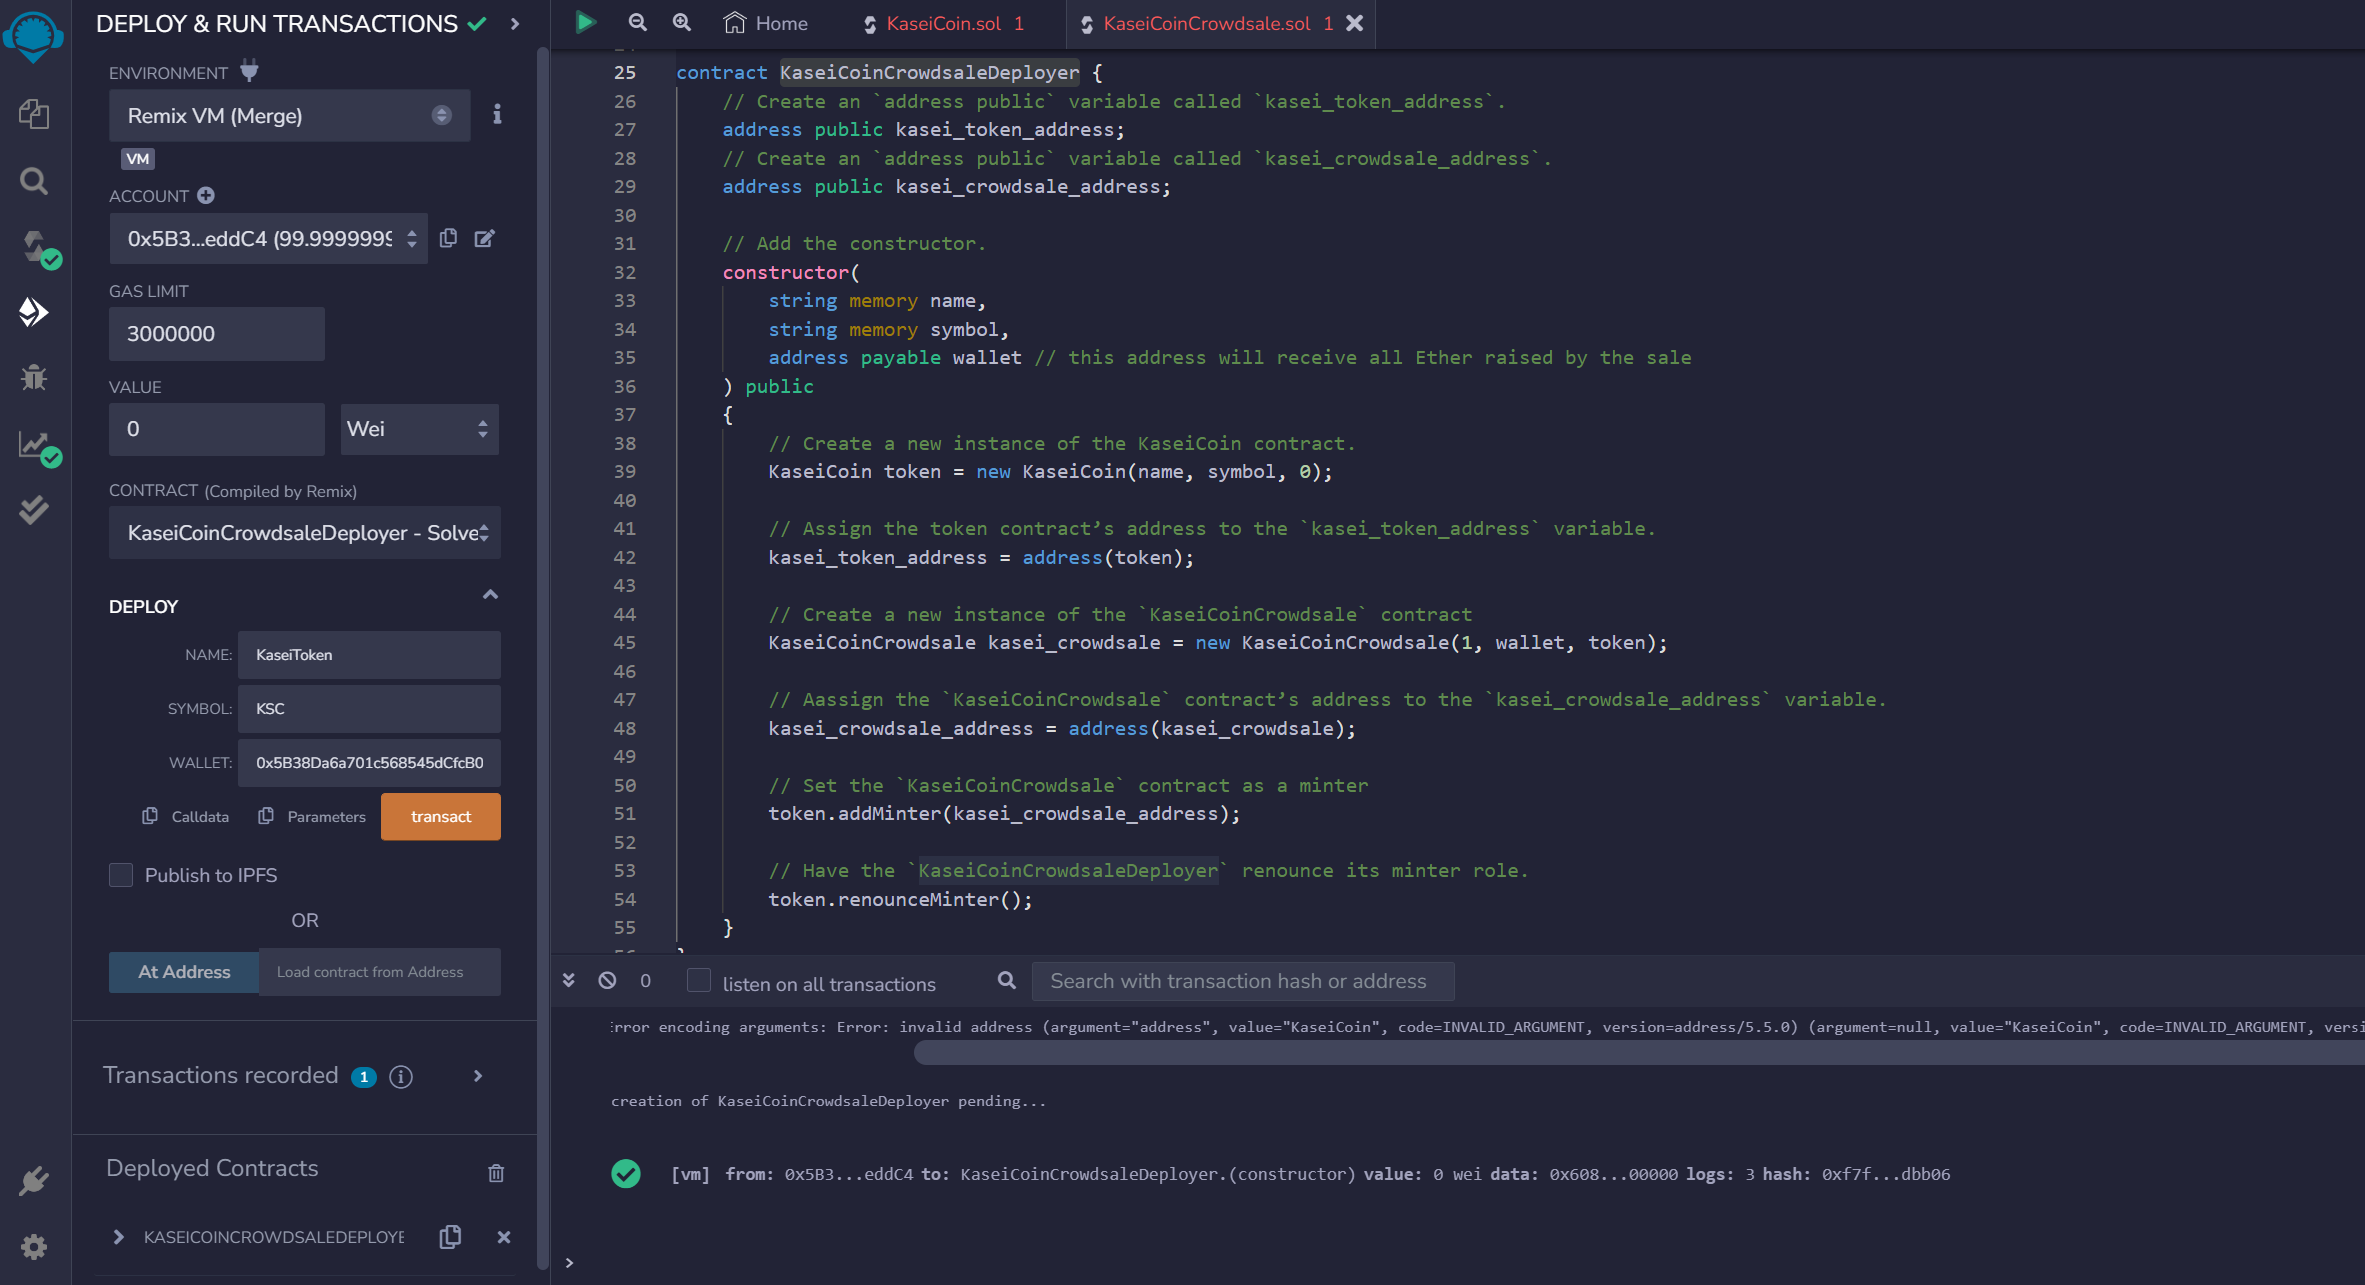 DEPLOY & RUN TRANSACTIONS
ENVIRONMENT
Remix VM (Merge)
VM
ACCOUNT
0x5B3...eddC4 (99.9999999
GAS LIMIT
3000000
VALUE
0
Wei
CONTRACT (Compiled by Remix)
KaseiCoinCrowdsaleDeployer - Solve
DEPLOY
NAME: KaseiToken
SYMBOL: KSC
WALLET: 0x5B38Da6a701c568545dCfcB0
Calldata Parameters transact
Publish to IPFS
OR
At Address Load contract from Address
Transactions recorded 1
Deployed Contracts
KASEICOINCROWDSALEDEPLOYE
Home KaseiCoin.sol 1 KaseiCoinCrowdsale.sol 1
25 contract KaseiCoinCrowdsaleDeployer {
26 // Create an `address public` variable called `kasei_token_address`.
27 address public kasei_token_address;
28 // Create an `address public` variable called `kasei_crowdsale_address`.
29 address public kasei_crowdsale_address;
30
31 // Add the constructor.
32 constructor(
33 string memory name,
34 string memory symbol,
35 address payable wallet // this address will receive all Ether raised by the sale
36 ) public
37 {
38 // Create a new instance of the KaseiCoin contract.
39 KaseiCoin token = new KaseiCoin(name, symbol, 0);
40
41 // Assign the token contract’s address to the `kasei_token_address` variable.
42 kasei_token_address = address(token);
43
44 // Create a new instance of the `KaseiCoinCrowdsale` contract
45 KaseiCoinCrowdsale kasei_crowdsale = new KaseiCoinCrowdsale(1, wallet, token);
46
47 // Aassign the `KaseiCoinCrowdsale` contract’s address to the `kasei_crowdsale_address` variable.
48 kasei_crowdsale_address = address(kasei_crowdsale);
49
50 // Set the `KaseiCoinCrowdsale` contract as a minter
51 token.addMinter(kasei_crowdsale_address);
52
53 // Have the `KaseiCoinCrowdsaleDeployer` renounce its minter role.
54 token.renounceMinter();
55 }
0 listen on all transactions Search with transaction hash or address
rror encoding arguments: Error: invalid address (argument="address", value="KaseiCoin", code=INVALID_ARGUMENT, version=address/5.5.0) (argument=null, value="KaseiCoin", code=INVALID_ARGUMENT, versi
creation of KaseiCoinCrowdsaleDeployer pending...
[vm] from: 0x5B3...eddC4 to: KaseiCoinCrowdsaleDeployer.(constructor) value: 0 wei data: 0x608...00000 logs: 3 hash: 0xf7f...dbb06
>